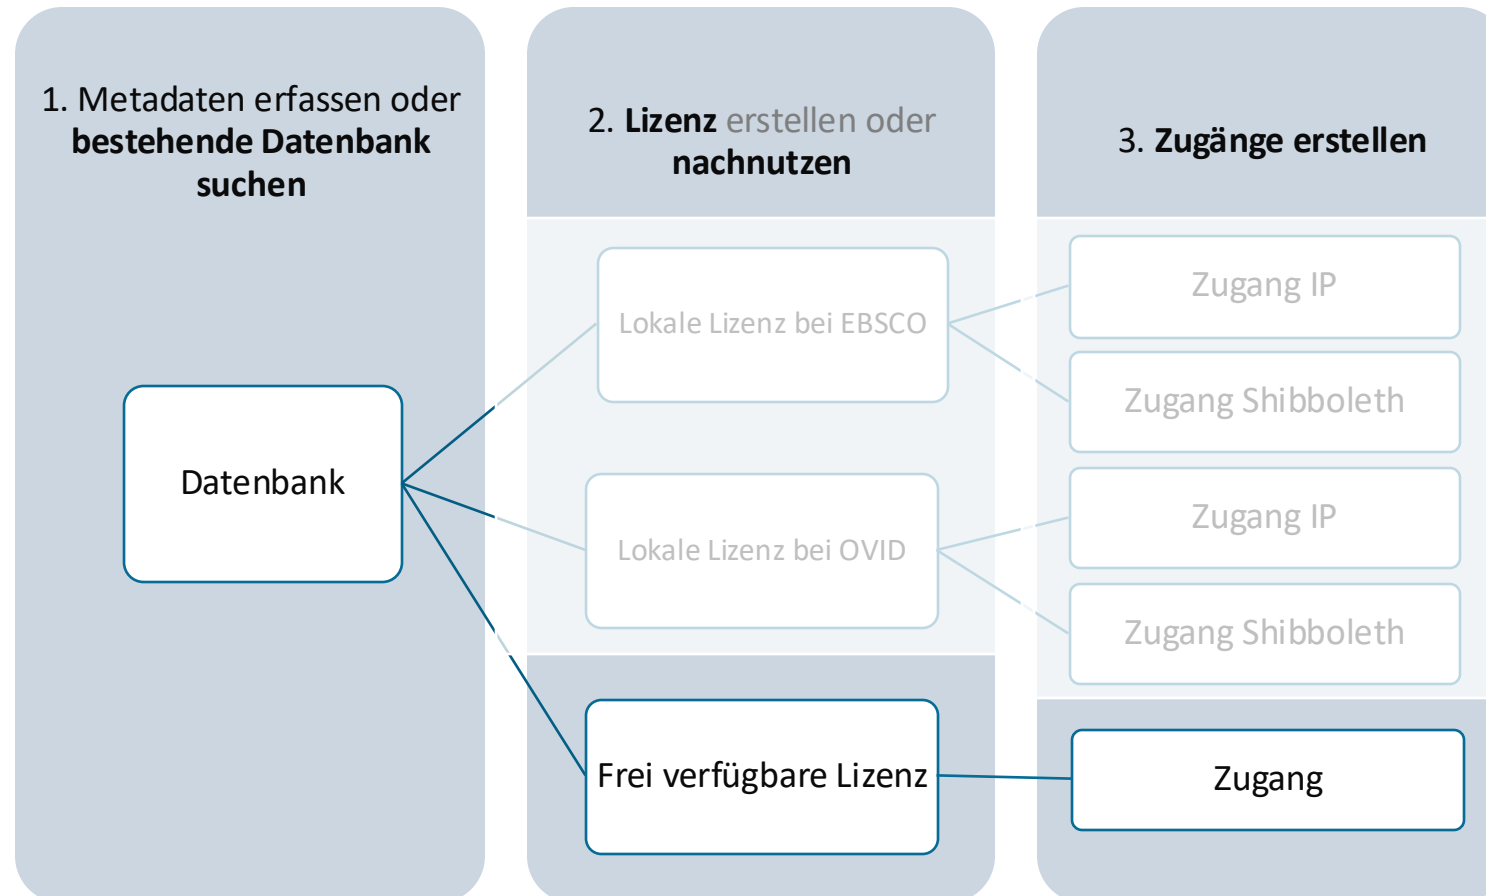 1. Metadaten erfassen oder
bestehende Datenbank
suchen
Datenbank
2. Lizenz erstellen oder
nachnutzen
Lokale Lizenz bei EBSCO
Lokale Lizenz bei OVID
Frei verfügbare Lizenz
3. Zugänge erstellen
Zugang IP
Zugang Shibboleth
Zugang IP
Zugang Shibboleth
Zugang